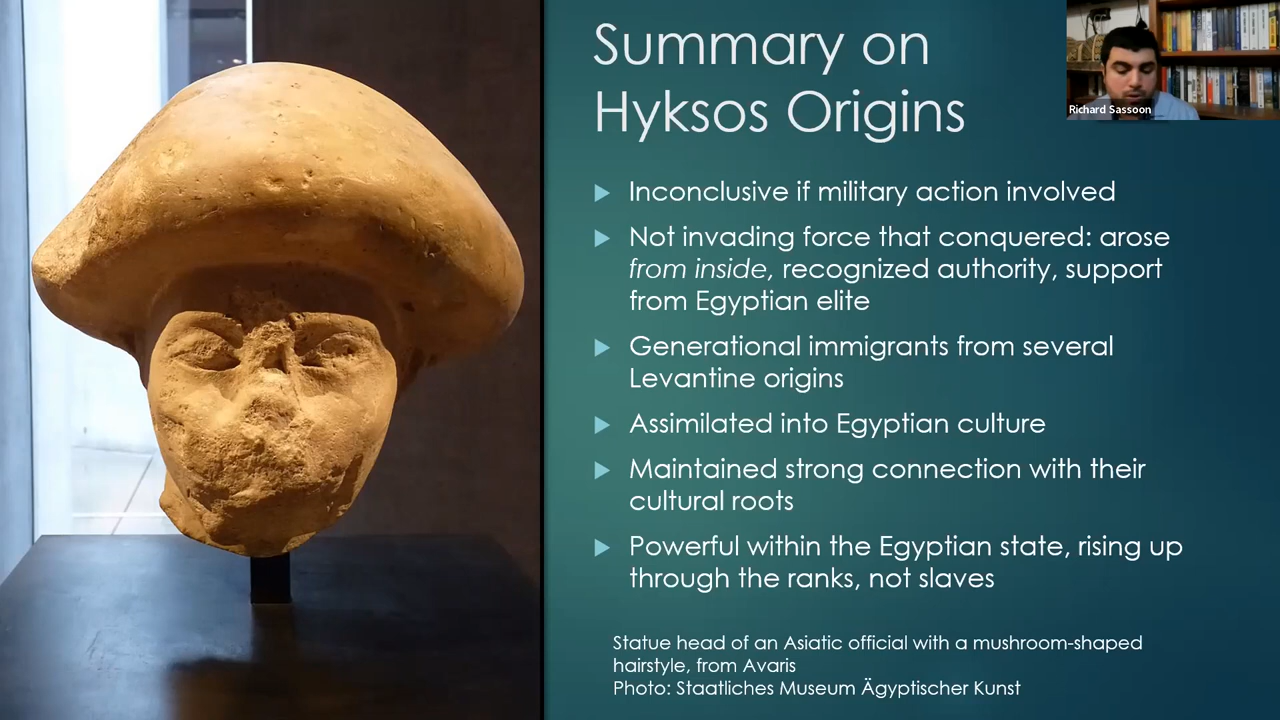 Summary on
Hyksos Origins
Richard Sassoon
Inconclusive if military action involved
Not invading force that conquered: arose
from inside, recognized authority, support
from Egyptian elite
Generational immigrants from several
Levantine origins
Assimilated into Egyptian culture
Maintained strong connection with their
cultural roots
Powerful within the Egyptian state, rising up
through the ranks, not slaves
Statue head of an Asiatic official with a mushroom-shaped
hairstyle, from Avaris
Photo: Staatliches Museum Ägyptischer Kunst